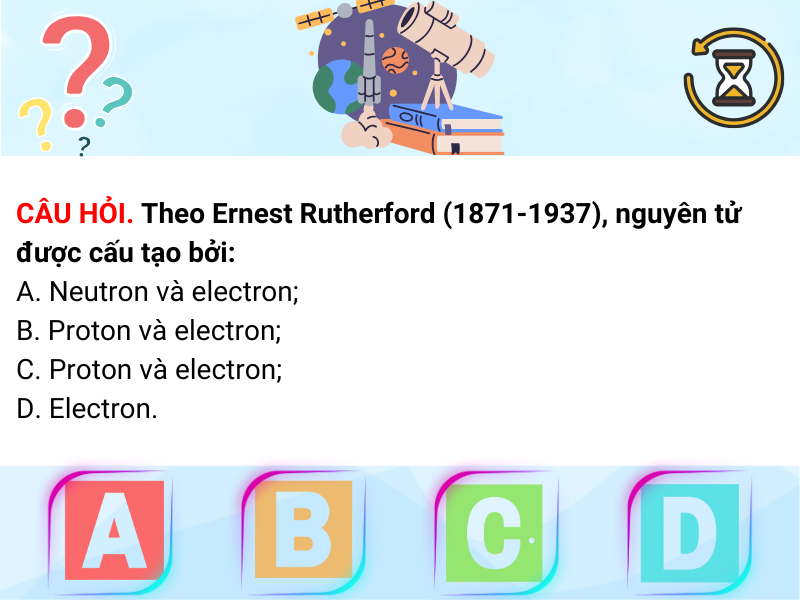 CÂU HỎI. Theo Ernest Rutherford (1871-1937), nguyên tử
được cấu tạo bởi:
A. Neutron và electron;
B. Proton và electron;
C. Proton và electron;
D. Electron.
A B C D